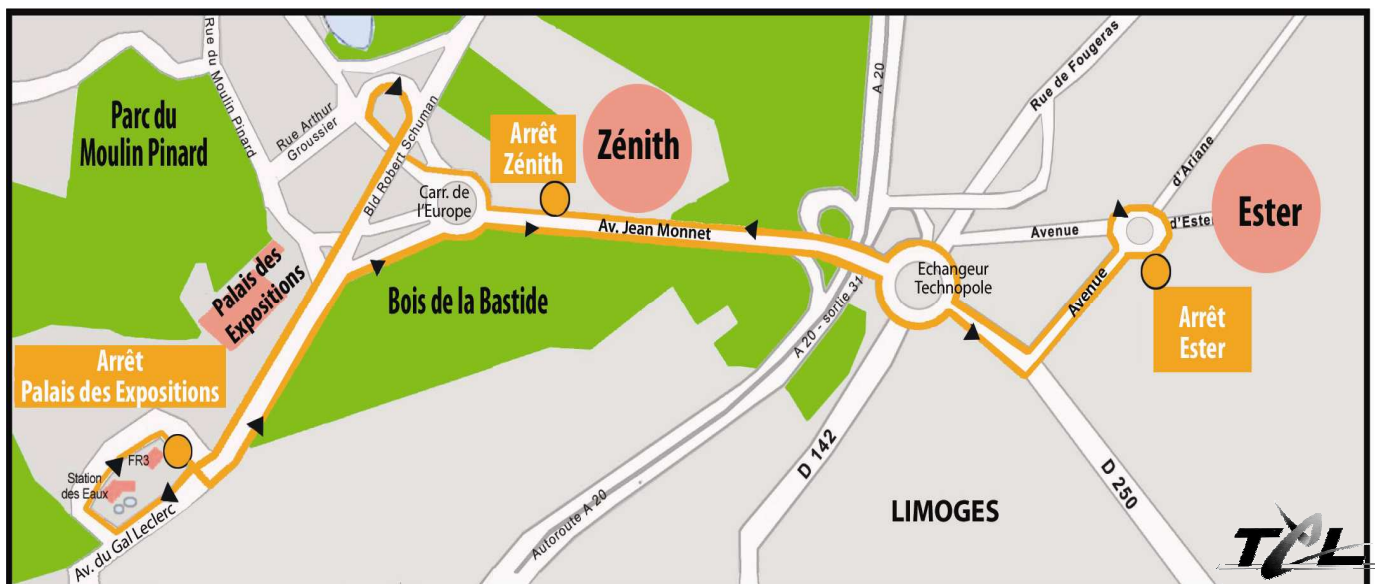 Rue du Moulin Pinard
Parc du
Moulin Pinard
Rue Arthur
Groussier
Bld Robert Schuman
Carr. de
l'Europe
Arrêt
Zénith
Zénith
A 20
Rue de Fougeras
d'Ariane
Avenue
d'Ester
Ester
Av. Jean Monnet
Echangeur
Technopole
Avenue
Arrêt
Ester
Palais des
Expositions
Bois de la Bastide
A 20 - sortie 31
Arrêt
Palais des Expositions
FR3
Station
des Eaux
Av. du Gal Leclerc
Autoroute A 20
D 142
D 250
LIMOGES
TCL